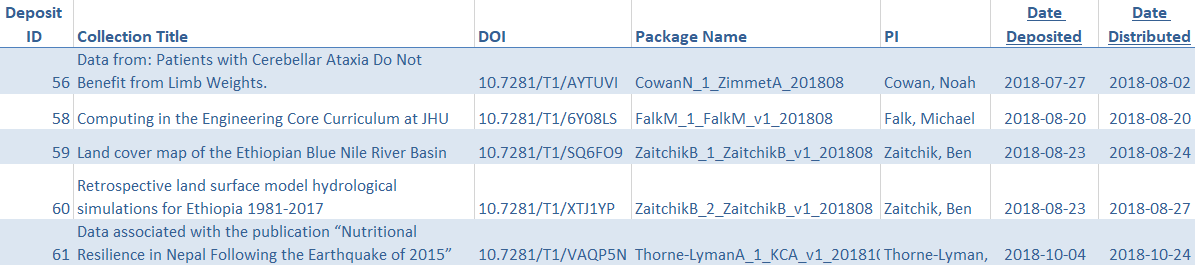 Deposit ID Collection Title DOI Package Name PI Date Deposited Date Distributed
Data from: Patients with Cerebellar Ataxia Do Not
56 Benefit from Limb Weights. 10.7281/T1/AYTUVI CowanN_1_ZimmetA_201808 Cowan, Noah 2018-07-27 2018-08-02
58 Computing in the Engineering Core Curriculum at JHU 10.7281/T1/6Y08LS FalkM_1_FalkM_v1_201808 Falk, Michael 2018-08-20 2018-08-20
59 Land cover map of the Ethiopian Blue Nile River Basin 10.7281/T1/SQ6FO9 ZaitchikB_1_ZaitchikB_v1_201808 Zaitchik, Ben 2018-08-23 2018-08-24
Retrospective land surface model hydrological
60 simulations for Ethiopia 1981-2017 10.7281/T1/XTJ1YP ZaitchikB_2_ZaitchikB_v1_201808 Zaitchik, Ben 2018-08-23 2018-08-27
Data associated with the publication “Nutritional
61 Resilience in Nepal Following the Earthquake of 2015” 10.7281/T1/VAQP5N Thorne-LymanA_1_KCA_v1_20181 Thorne-Lyman, 2018-10-04 2018-10-24